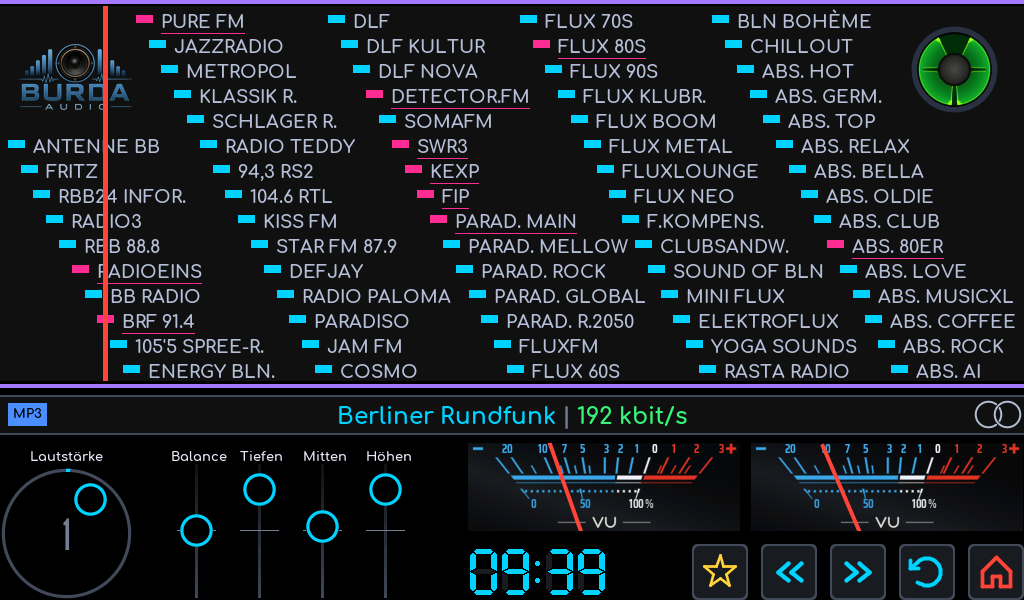 PURE FM
DLF
FLUX 70S
BLN BOHÈME
JAZZRADIO
DLF KULTUR
FLUX 80S
CHILLOUT
METROPOL
DLF NOVA
FLUX 90S
ABS. HOT
BURDA
AUDIO
KLASSIK R.
DETECTOR.FM
FLUX KLUBR.
ABS. GERM.
SCHLAGER R.
SOMAFM
FLUX BOOM
ABS. TOP
ANTENNE BB
RADIO TEDDY
SWR3
FLUX METAL
ABS. RELAX
FRITZ
94,3 RS2
KEXP
FLUXLOUNGE
ABS. BELLA
RBB24 INFOR.
104.6 RTL
FIP
FLUX NEO
ABS. OLDIE
RADIO3
KISS FM
PARAD. MAIN
F.KOMPENS.
ABS. CLUB
RBB 88.8
STAR FM 87.9
PARAD. MELLOW
CLUBSANDW.
ABS. 80ER
RADIOEINS
DEFJAY
PARAD. ROCK
SOUND OF BLN
ABS. LOVE
BB RADIO
RADIO PALOMA
PARAD. GLOBAL
MINI FLUX
ABS. MUSICXL
BRF 91.4
PARADISO
PARAD. R.2050
ELEKTROFLUX
ABS. COFFEE
105'5 SPREE-R.
JAM FM
FLUXFM
YOGA SOUNDS
ABS. ROCK
ENERGY BLN.
COSMO
FLUX 60S
RASTA RADIO
ABS. AI
MP3
Berliner Rundfunk | 192 kbit/s
Lautstärke
Balance
Tiefen
Mitten
Höhen
1
− 20 10 7 5 3 2 1 0 1 2 3 +
0 50 100 %
VU
− 20 10 7 5 3 2 1 0 1 2 3 +
0 50 100 %
VU
09:39